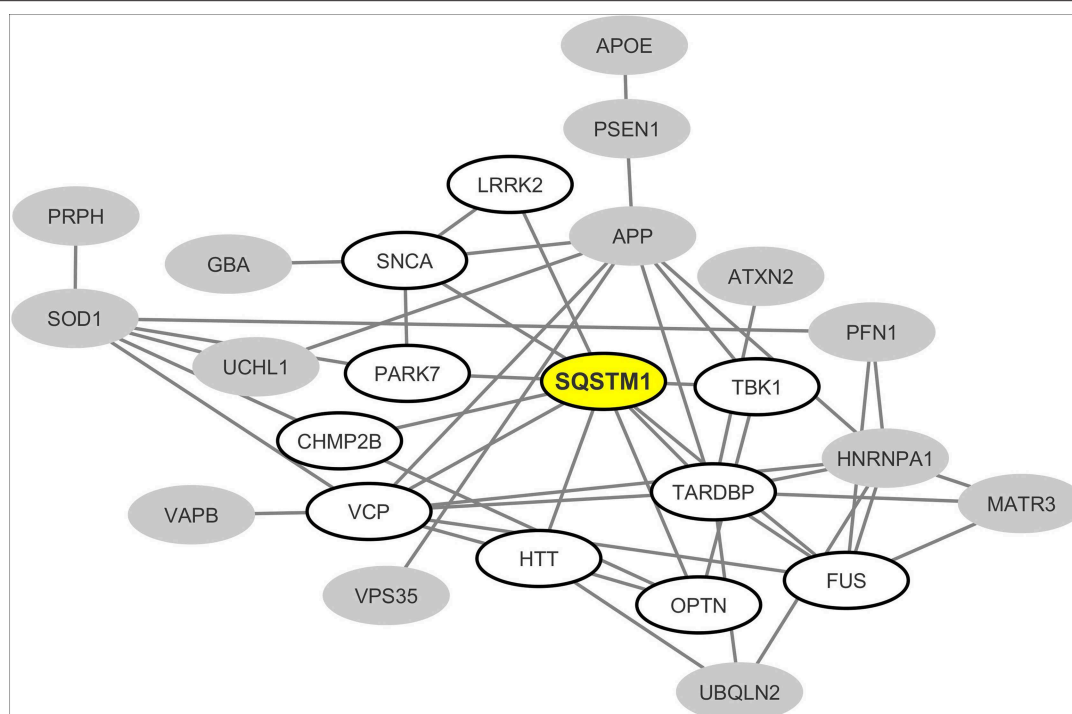 APOE
PSEN1
LRRK2
PRPH
APP
SNCA
GBA
ATXN2
SOD1
PFN1
UCHL1
PARK7
SQSTM1
TBK1
CHMP2B
HNRNPA1
TARDBP
MATR3
VCP
VAPB
HTT
FUS
VPS35
OPTN
UBQLN2